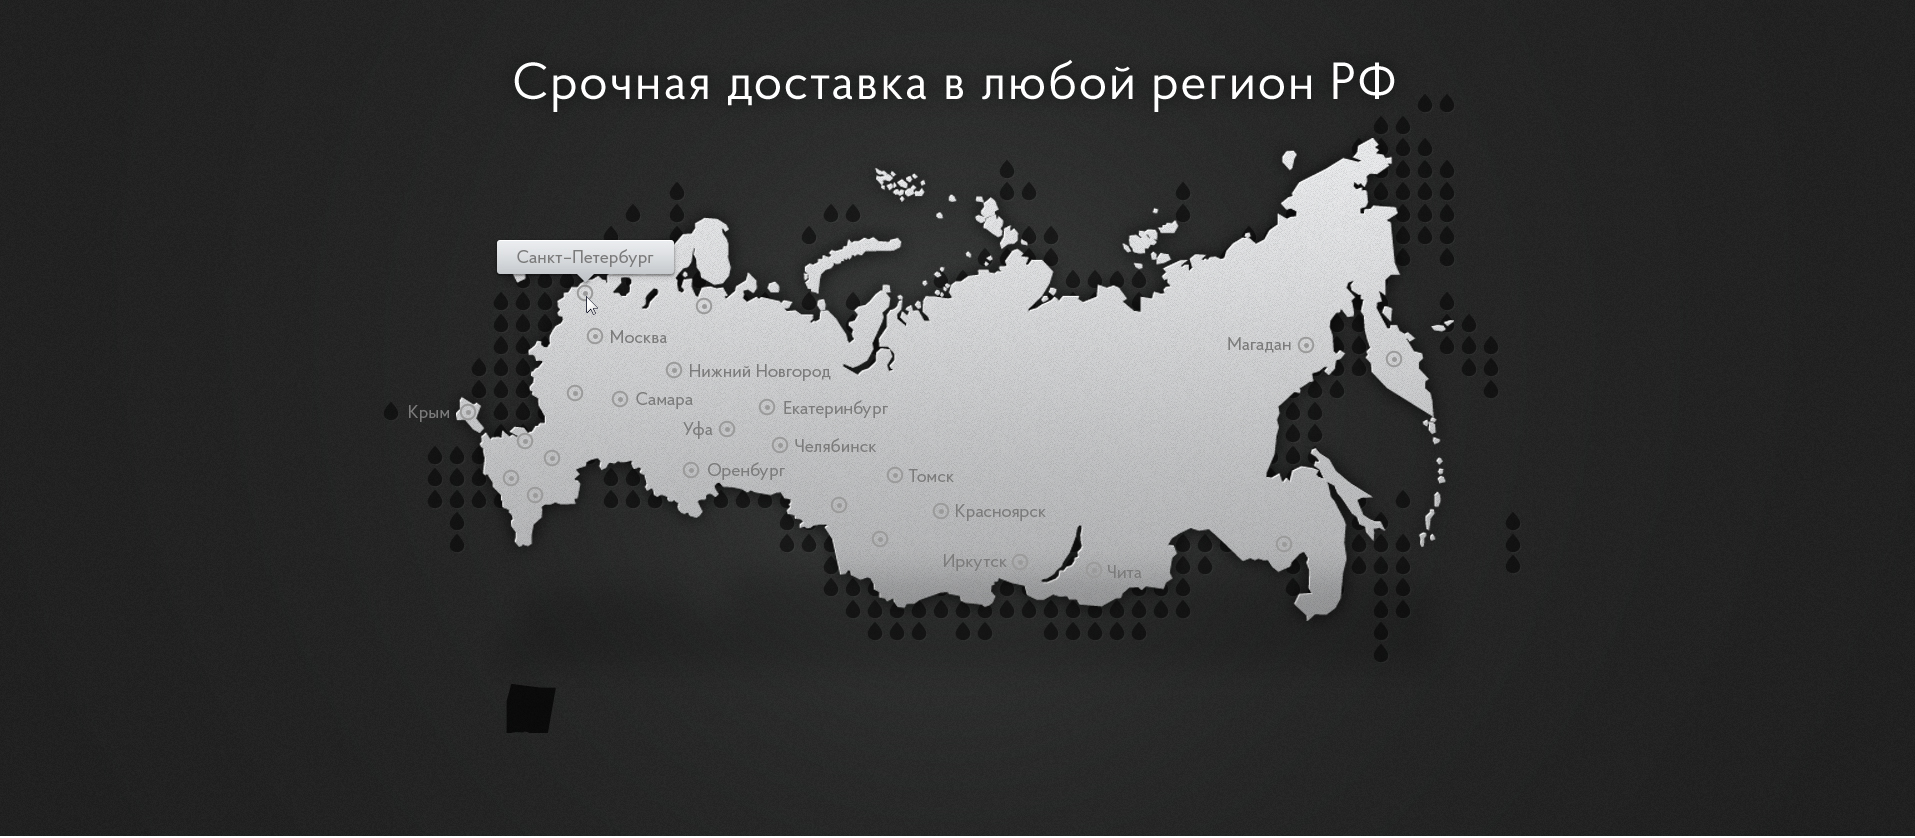 Срочная доставка в любой регион РФ
Санкт-Петербург
Москва
Магадан
Нижний Новгород
Самара
Екатеринбург
Крым
Уфа
Челябинск
Оренбург
Томск
Красноярск
Иркутск
Чита